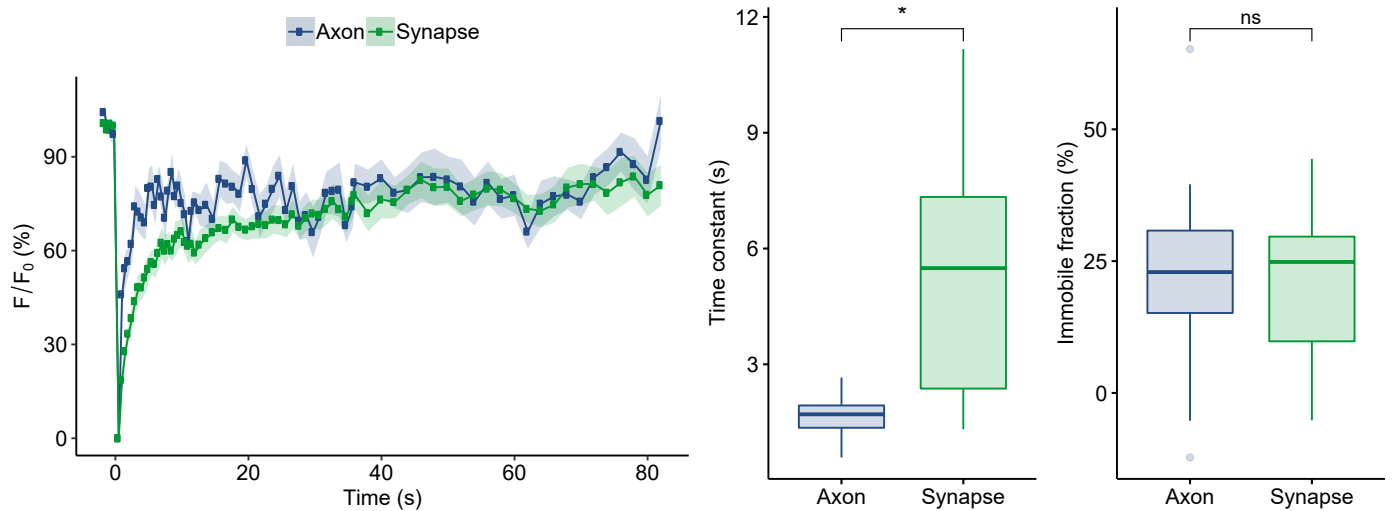 Axon Synapse
F/F0 (%)
90
60
30
0
0 20 40 60 80
Time (s)
Time constant (s)
12
9
6
3
*
Axon Synapse
Immobile fraction (%)
50
25
0
ns
Axon Synapse